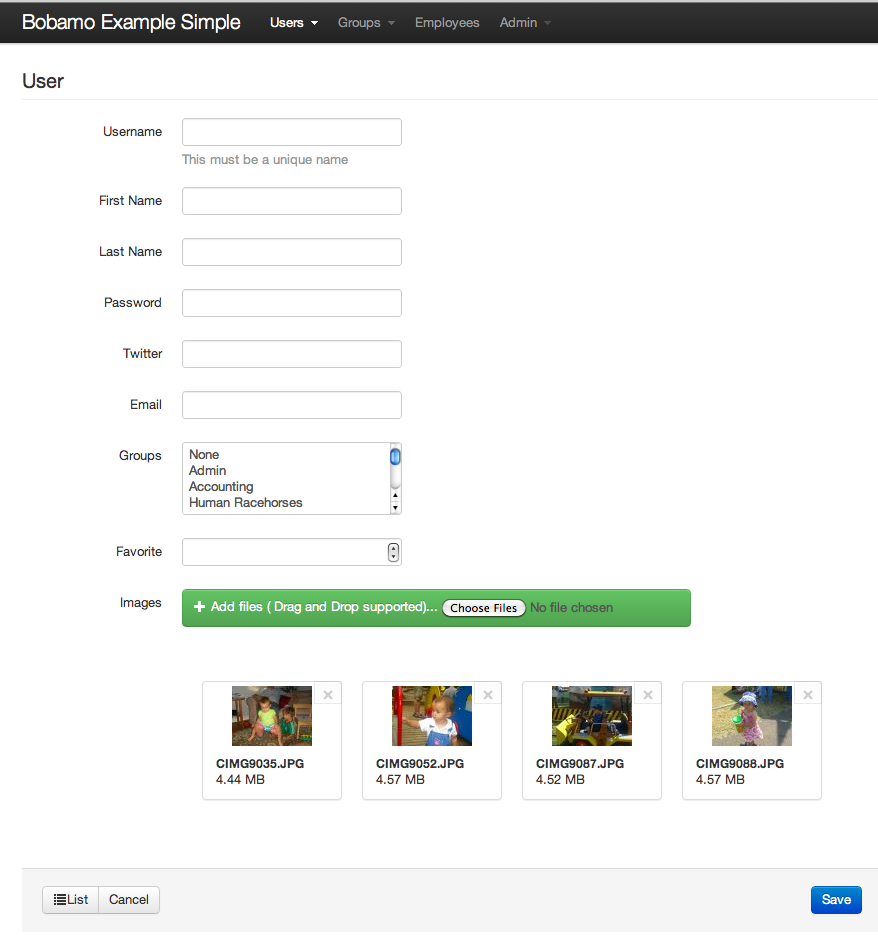 Bobamo Example Simple Users Groups Employees Admin
User
Username
This must be a unique name
First Name
Last Name
Password
Twitter
Email
Groups
None
Admin
Accounting
Human Racehorses
Favorite
Images
Add files ( Drag and Drop supported)... Choose Files No file chosen
CIMG9035.JPG
4.44 MB
CIMG9052.JPG
4.57 MB
CIMG9087.JPG
4.52 MB
CIMG9088.JPG
4.57 MB
List Cancel Save